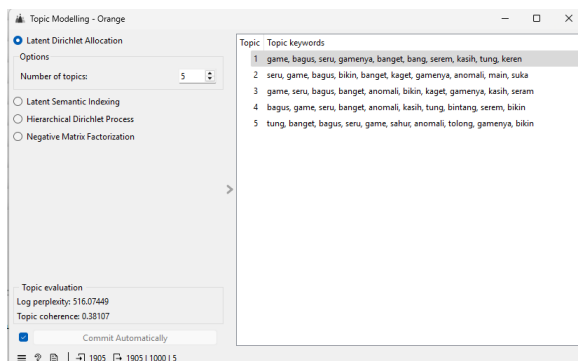 Topic Modelling - Orange
Latent Dirichlet Allocation
Options
Number of topics: 5
Latent Semantic Indexing
Hierarchical Dirichlet Process
Negative Matrix Factorization
Topic evaluation
Log perplexity: 516.07449
Topic coherence: 0.38107
Commit Automatically
1905 1905 | 1000 | 5
Topic Topic keywords
1 game, bagus, seru, gamenya, banget, bang, serem, kasih, tung, keren
2 seru, game, bagus, bikin, banget, kaget, gamenya, anomali, main, suka
3 game, seru, bagus, banget, anomali, bikin, kaget, gamenya, kasih, seram
4 bagus, game, seru, banget, anomali, kasih, tung, bintang, serem, bikin
5 tung, banget, bagus, seru, game, sahur, anomali, tolong, gamenya, bikin